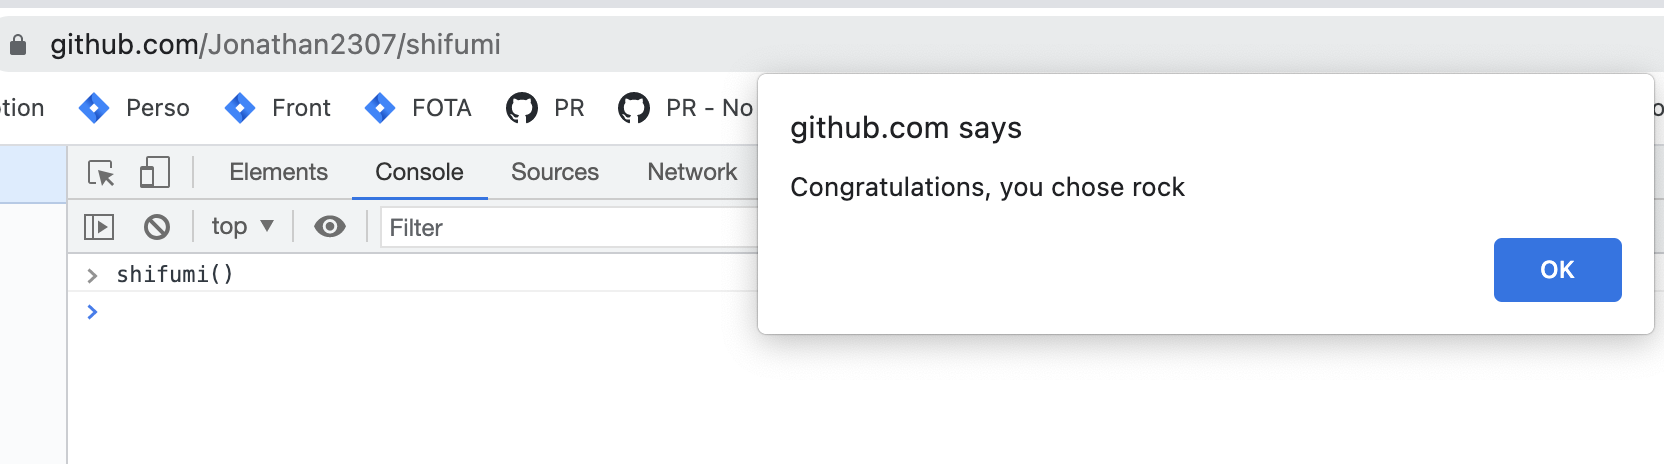 github.com/Jonathan2307/shifumi
Perso Front FOTA PR PR - No
github.com says
Congratulations, you chose rock
OK
Elements Console Sources Network
top Filter
shifumi()